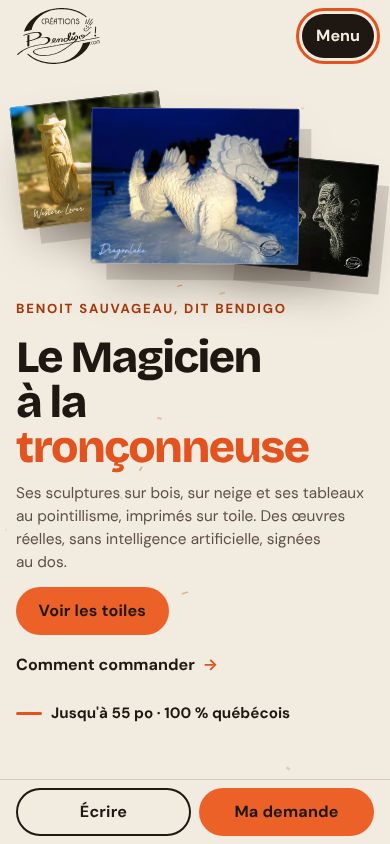 CRÉATIONS
Bendigo!
.com
Menu
Western Lover
Dragonlake
BENOIT SAUVAGEAU, DIT BENDIGO
Le Magicien
à la
tronçonneuse
Ses sculptures sur bois, sur neige et ses tableaux
au pointillisme, imprimés sur toile. Des œuvres
réelles, sans intelligence artificielle, signées
au dos.
Voir les toiles
Comment commander →
Jusqu'à 55 po · 100 % québécois
Écrire
Ma demande